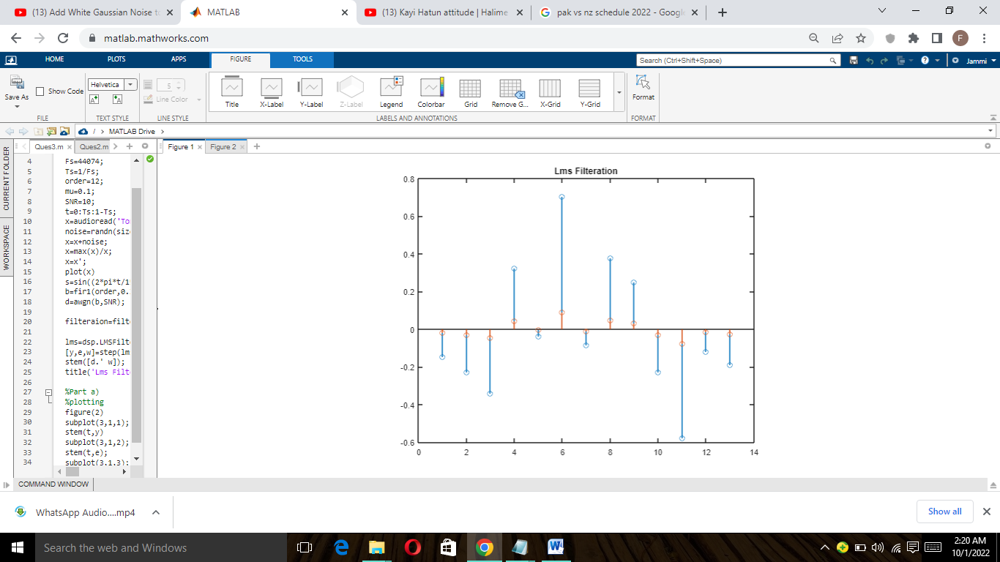 (13) Add White Gaussian Noise to
MATLAB
(13) Kayi Hatun attitude | Halime
pak vs nz schedule 2022 - Google
matlab.mathworks.com
F
HOME PLOTS APPS FIGURE TOOLS
Search (Ctrl+Shift+Space)
Jammi
Save As
Show Code
FILE
Helvetica
A A
TEXT STYLE
5
Line Color
LINE STYLE
Title X-Label Y-Label Z-Label Legend Colorbar Grid Remove G... X-Grid Y-Grid
LABELS AND ANNOTATIONS
Format
FORMAT
/ > MATLAB Drive >
CURRENT FOLDER
WORKSPACE
Ques3.m Ques2.m
4 Fs=44074;
5 Ts=1/Fs;
6 order=12;
7 mu=0.1;
8 SNR=10;
9 t=0:Ts:1-Ts;
10 x=audioread('To
11 noise=randn(siz
12 x=x+noise;
13 x=max(x)/x;
14 x=x';
15 plot(x)
16 s=sin((2*pi*t/1
17 b=fir1(order,0.
18 d=awgn(b,SNR);
19
20 filteraion=filt
21
22 lms=dsp.LMSFilt
23 [y,e,w]=step(lm
24 stem([d.' w]);
25 title('Lms Filt
26
27 %Part a)
28 %plotting
29 figure(2)
30 subplot(3,1,1);
31 stem(t,y)
32 subplot(3,1,2);
33 stem(t,e);
34 subplot(3,1,3);
Figure 1 Figure 2
Lms Filteration
0.8
0.6
0.4
0.2
0
-0.2
-0.4
-0.6
0 2 4 6 8 10 12 14
COMMAND WINDOW
WhatsApp Audio....mp4
Show all
Search the web and Windows
2:20 AM
10/1/2022